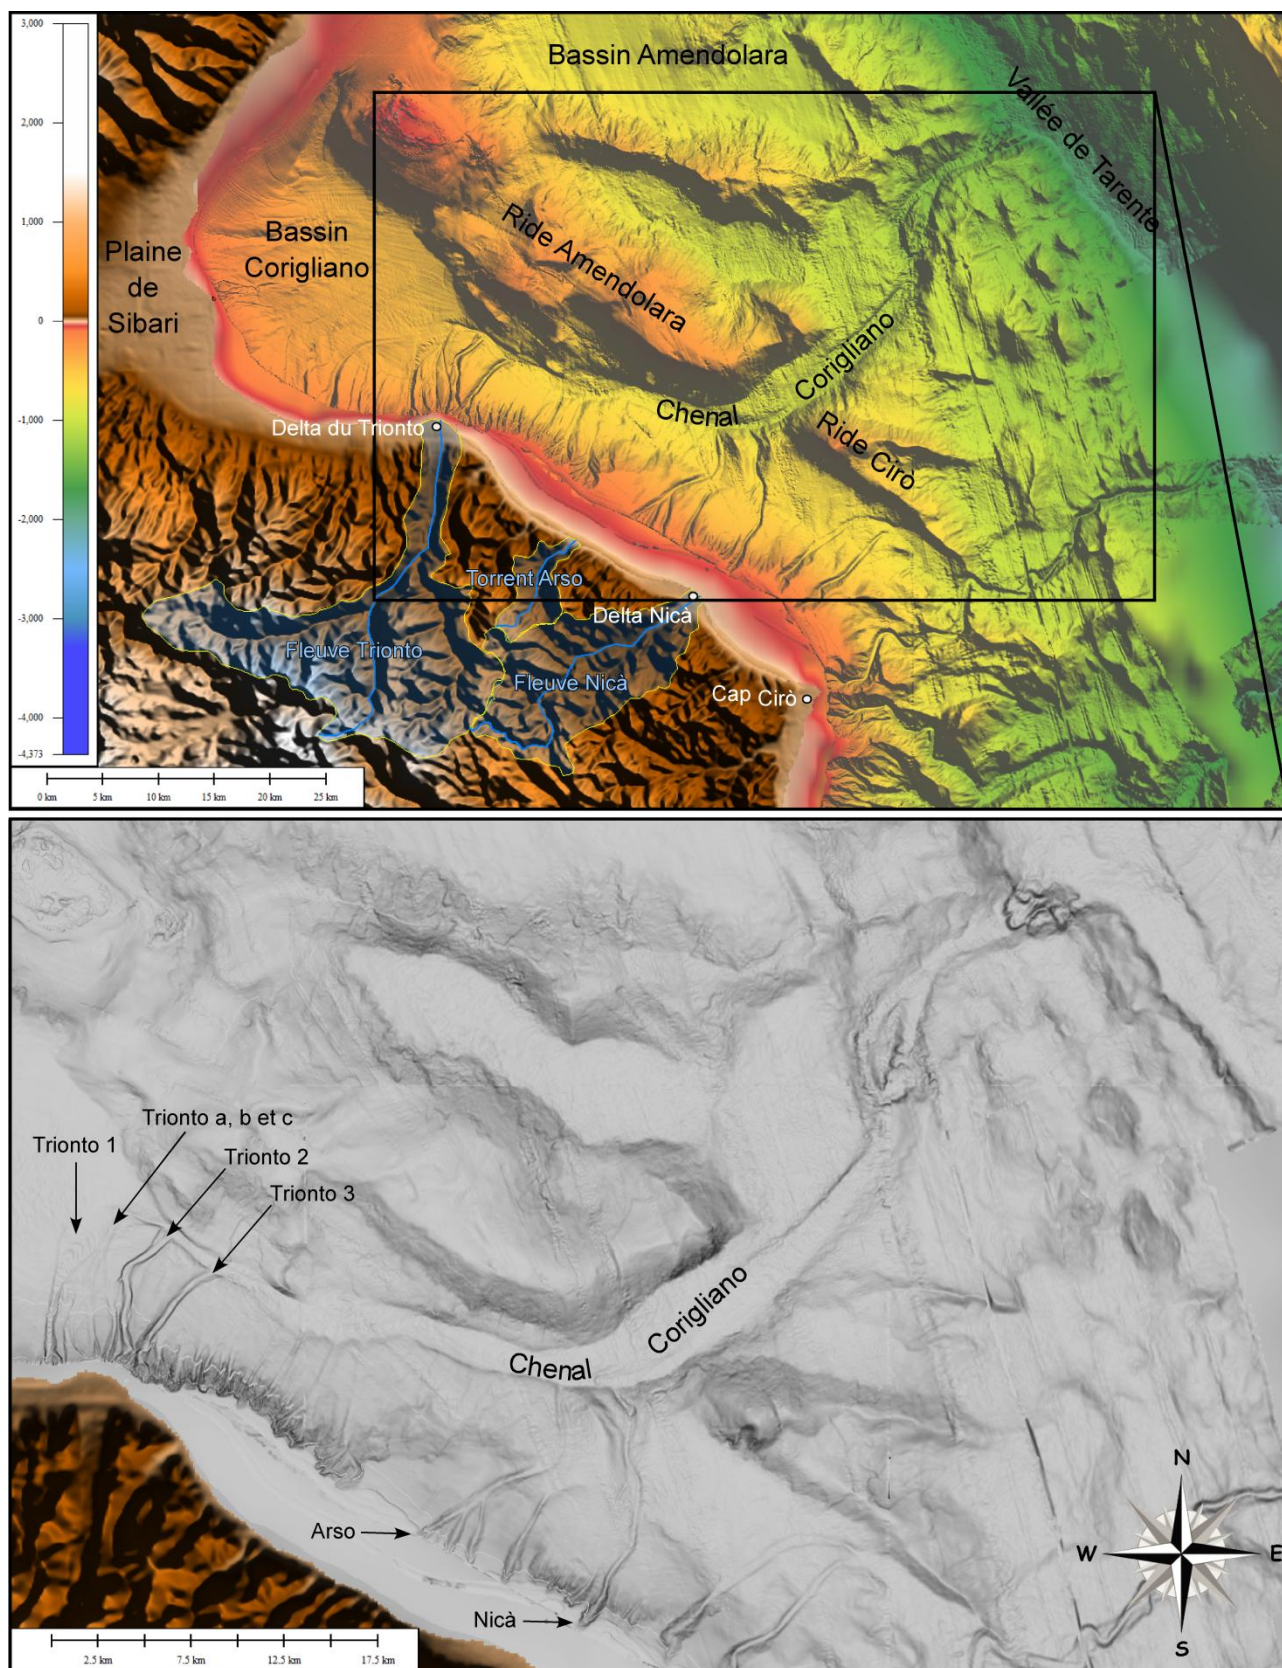 3,000
2,000
1,000
0
-1,000
-2,000
-3,000
-4,000
-4,373
Bassin Amendolara
Vallée de Tarente
Ride Amendolara
Bassin
Corigliano
Plaine
de
Sibari
Chenal
Corigliano
Ride Cirò
Delta du Trionto
Torrent Arso
Delta Nicà
Fleuve Trionto
Fleuve Nicà
Cap Cirò
0 km 5 km 10 km 15 km 20 km 25 km
Trionto a, b et c
Trionto 1
Trionto 2
Trionto 3
Chenal
Corigliano
Arso
Nicà
N
W
E
S
2.5 km 7.5 km 12.5 km 17.5 km